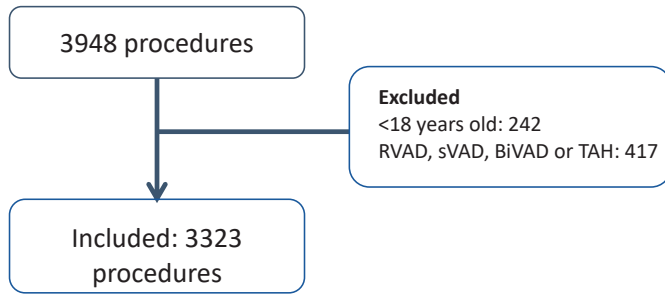 3948 procedures
Excluded
<18 years old: 242
RVAD, sVAD, BiVAD or TAH: 417
Included: 3323
procedures